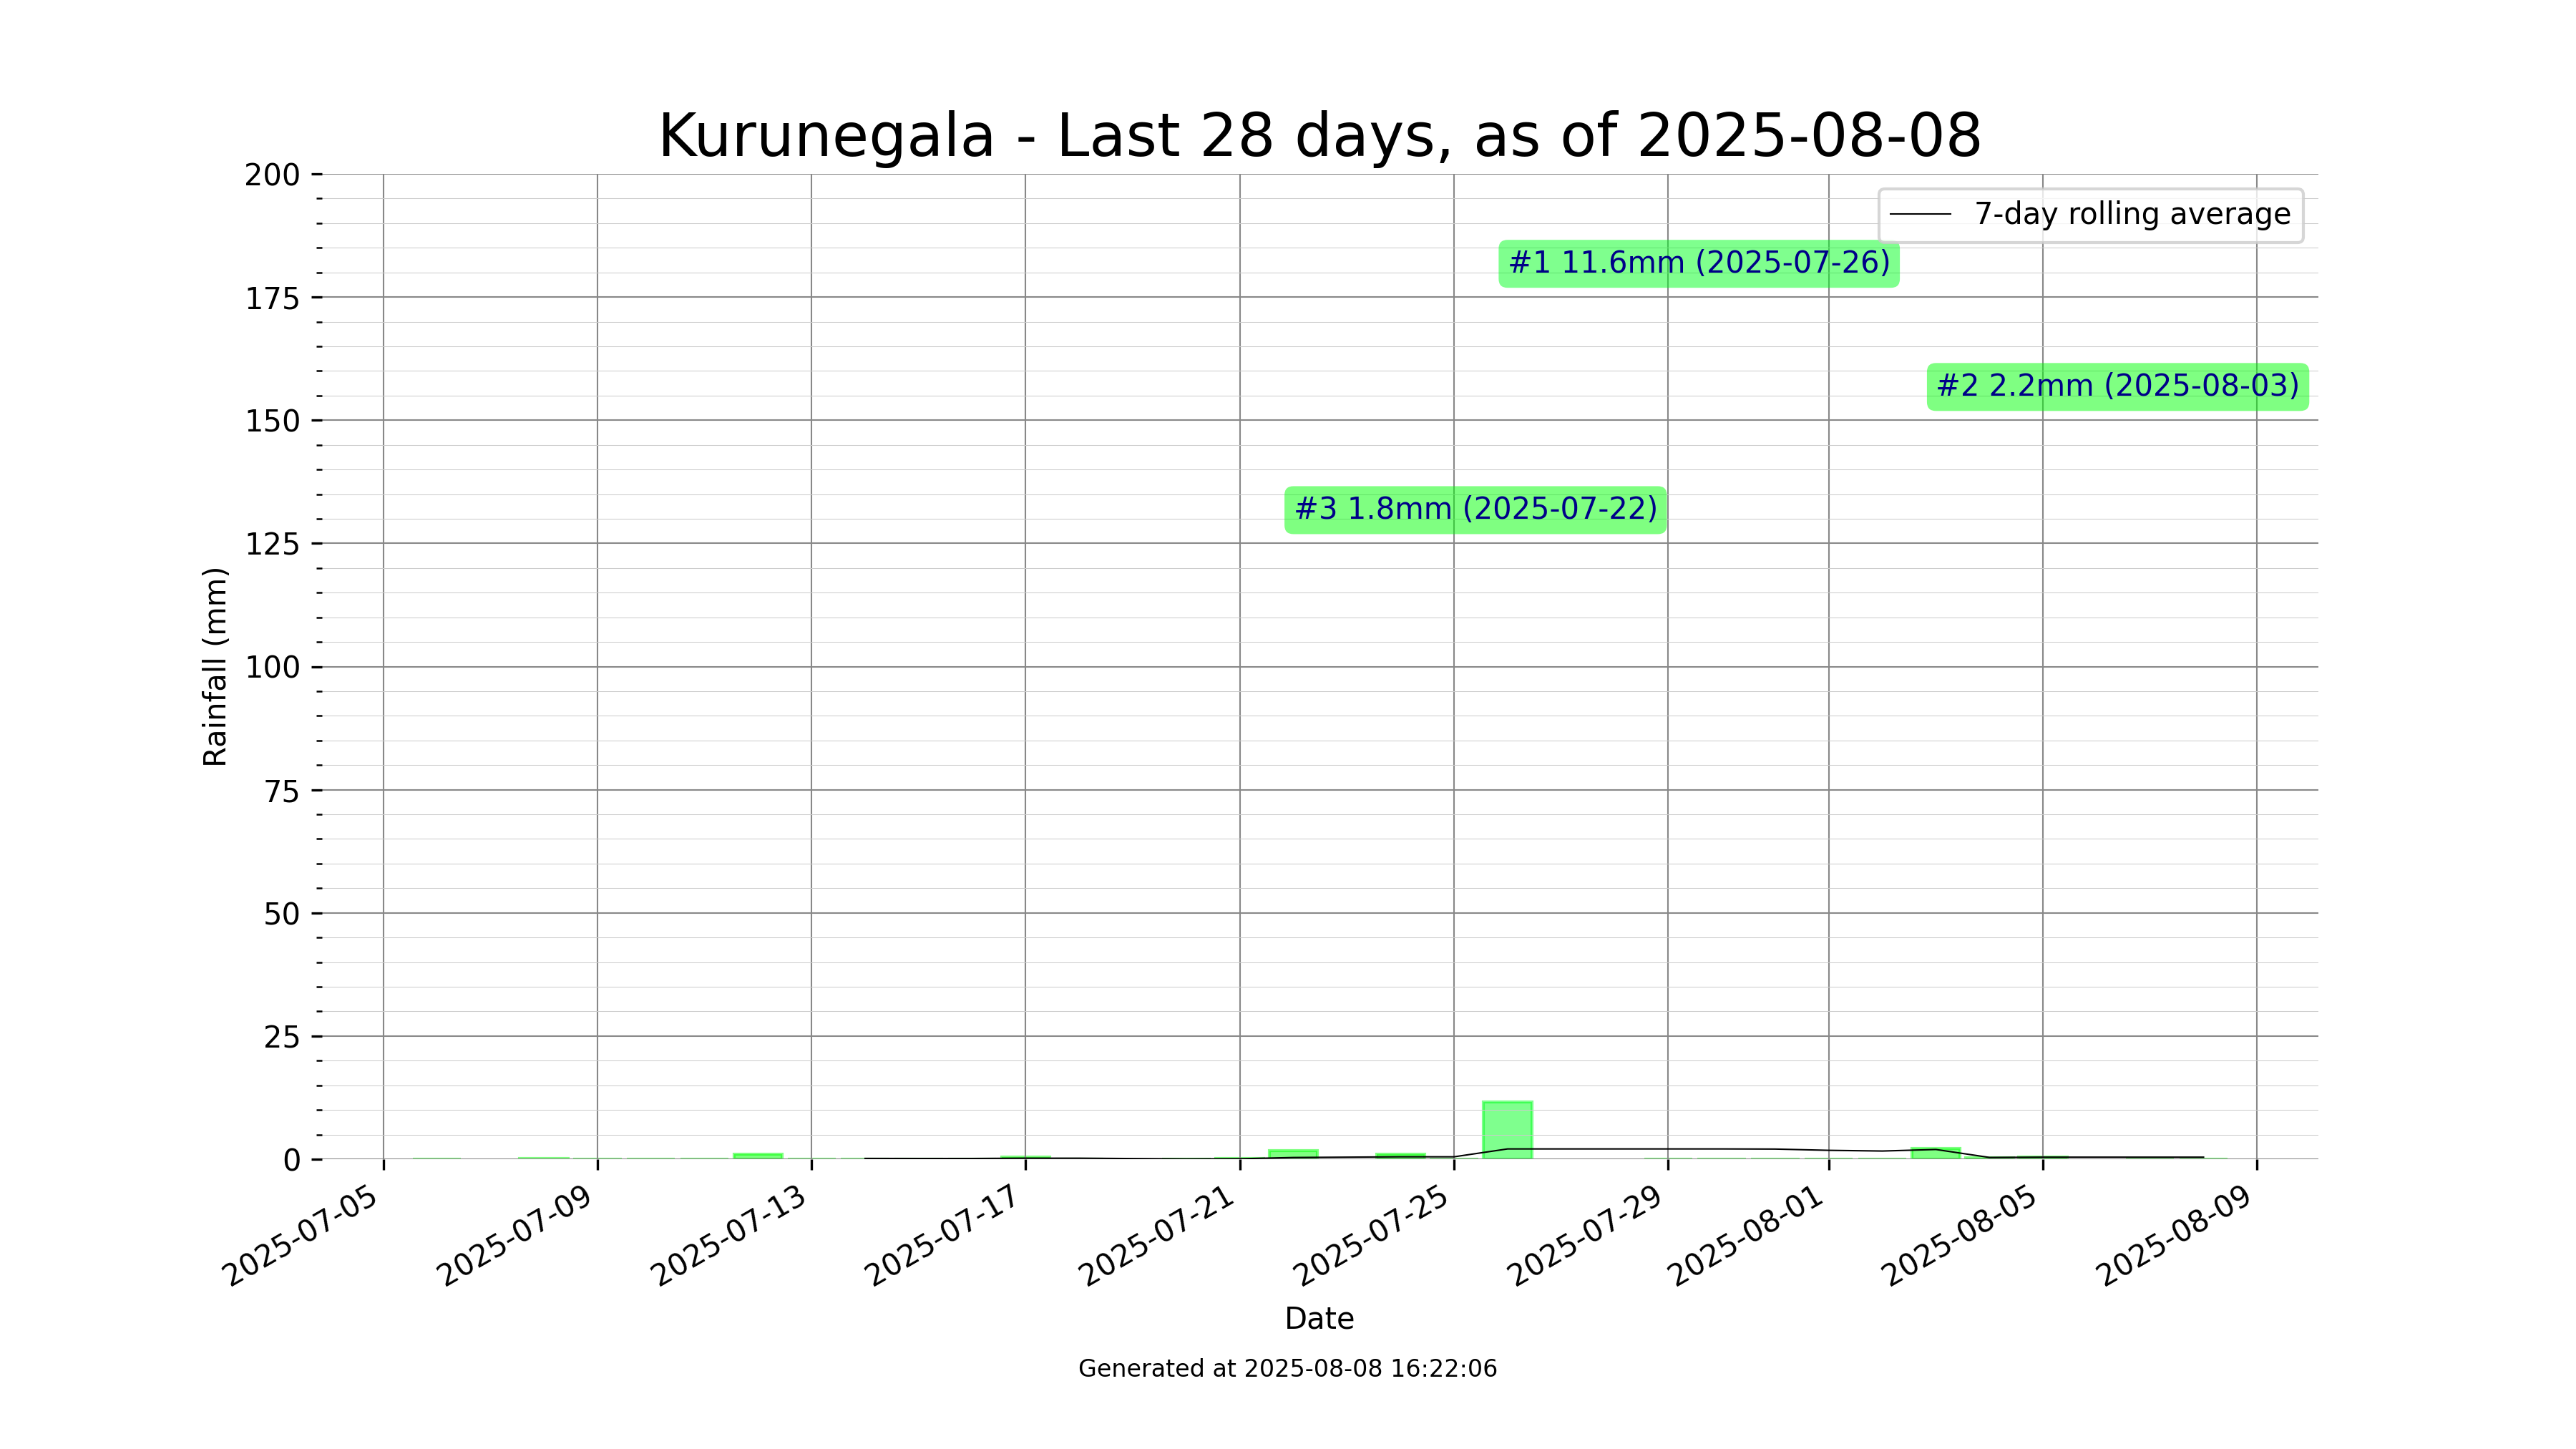 Kurunegala - Last 28 days, as of 2025-08-08
7-day rolling average
#1 11.6mm (2025-07-26)
#2 2.2mm (2025-08-03)
#3 1.8mm (2025-07-22)
Rainfall (mm)
200
175
150
125
100
75
50
25
0
2025-07-05
2025-07-09
2025-07-13
2025-07-17
2025-07-21
2025-07-25
2025-07-29
2025-08-01
2025-08-05
2025-08-09
Date
Generated at 2025-08-08 16:22:06